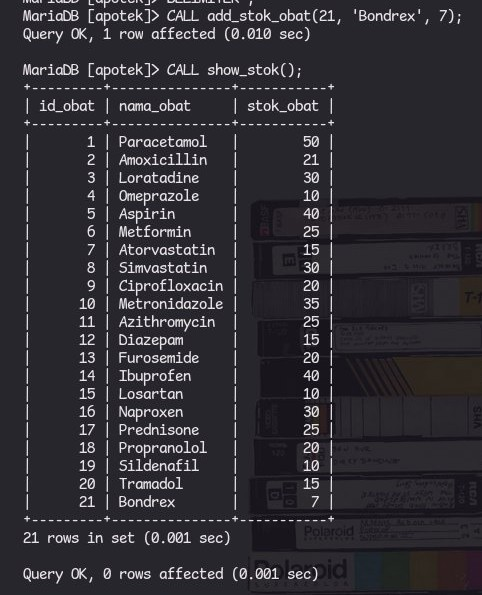 MariaDB [apotek]> DELIMITER ;
MariaDB [apotek]> CALL add_stok_obat(21, 'Bondrex', 7);
Query OK, 1 row affected (0.010 sec)
MariaDB [apotek]> CALL show_stok();
+---------+---------------+-----------+
| id_obat | nama_obat     | stok_obat |
+---------+---------------+-----------+
|       1 | Paracetamol   |        50 |
|       2 | Amoxicillin   |        21 |
|       3 | Loratadine    |        30 |
|       4 | Omeprazole    |        10 |
|       5 | Aspirin       |        40 |
|       6 | Metformin     |        25 |
|       7 | Atorvastatin  |        15 |
|       8 | Simvastatin   |        30 |
|       9 | Ciprofloxacin |        20 |
|      10 | Metronidazole |        35 |
|      11 | Azithromycin  |        25 |
|      12 | Diazepam      |        15 |
|      13 | Furosemide    |        20 |
|      14 | Ibuprofen     |        40 |
|      15 | Losartan      |        10 |
|      16 | Naproxen      |        30 |
|      17 | Prednisone    |        25 |
|      18 | Propranolol   |        20 |
|      19 | Sildenafil    |        10 |
|      20 | Tramadol      |        15 |
|      21 | Bondrex       |         7 |
+---------+---------------+-----------+
21 rows in set (0.001 sec)
Query OK, 0 rows affected (0.001 sec)
Polaroid
Polaroid